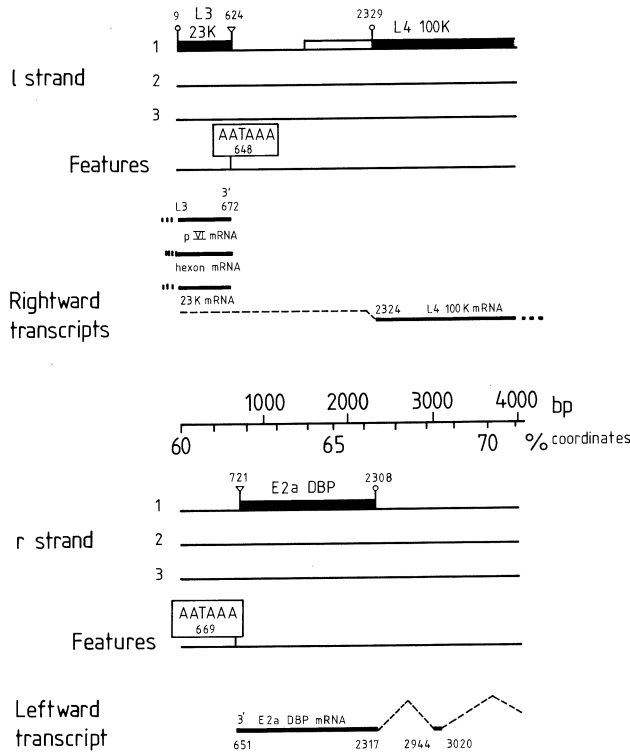 9 L3 624 2329
23K L4 100K
1
l strand 2
3
AATAAA
648
Features
3'
L3 672
p VI mRNA
hexon mRNA
23K mRNA
Rightward
transcripts
2324 L4 100K mRNA
1000 2000 3000 4000 bp
60 65 70 % coordinates
721 E2a DBP 2308
1
r strand 2
3
AATAAA
669
Features
Leftward
transcript
3' E2a DBP mRNA
651 2317 2944 3020